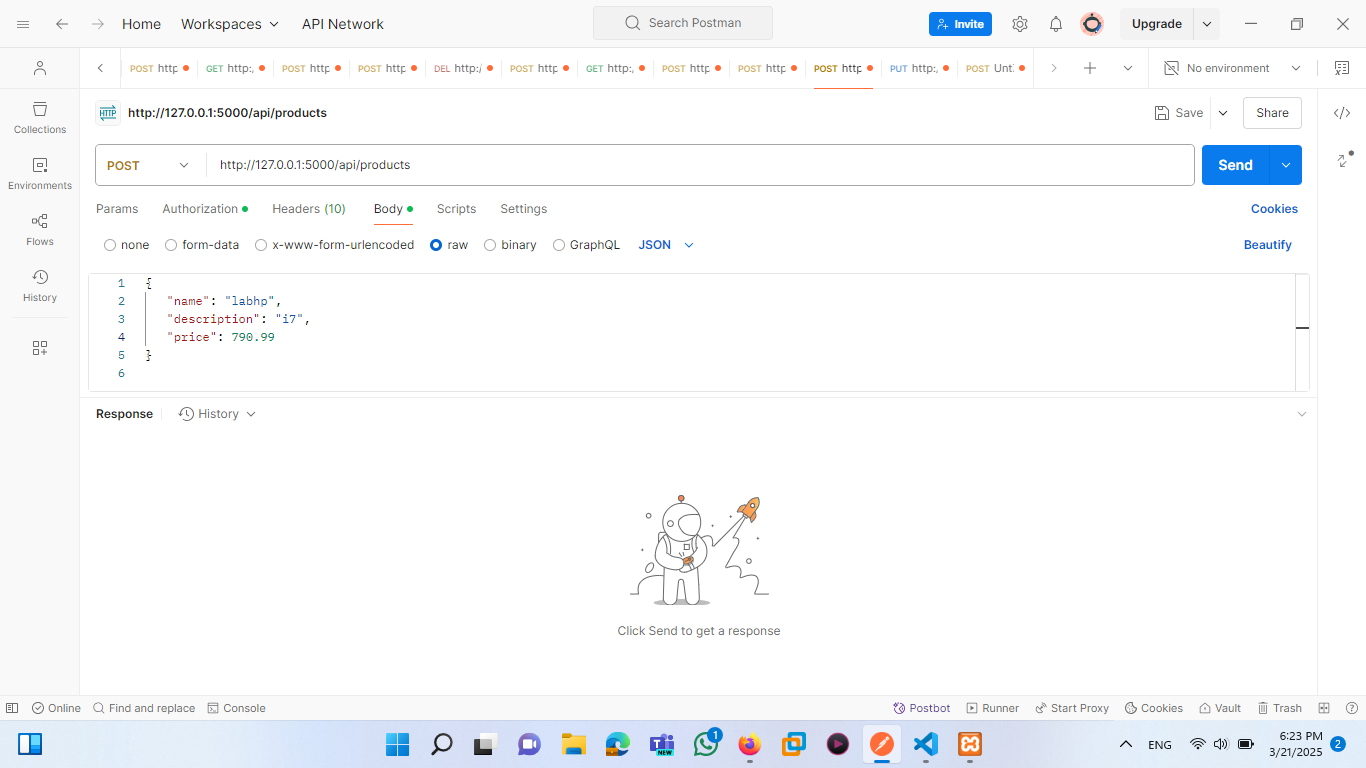 Home Workspaces API Network Search Postman Invite Upgrade
POST http GET http:, POST http POST http DEL http:/ POST http GET http:, POST http POST http POST http PUT http:, POST Unt No environment
HTTP http://127.0.0.1:5000/api/products Save Share
POST http://127.0.0.1:5000/api/products Send
Params Authorization Headers (10) Body Scripts Settings Cookies
none form-data x-www-form-urlencoded raw binary GraphQL JSON Beautify
Collections
Environments
Flows
History
1 {
2 "name": "labhp",
3 "description": "i7",
4 "price": 790.99
5 }
6
Response History
Click Send to get a response
Online Find and replace Console Postbot Runner Start Proxy Cookies Vault Trash
NEW 1 ENG 6:23 PM 2
3/21/2025